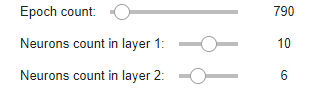 Epoch count: 790
Neurons count in layer 1: 10
Neurons count in layer 2: 6